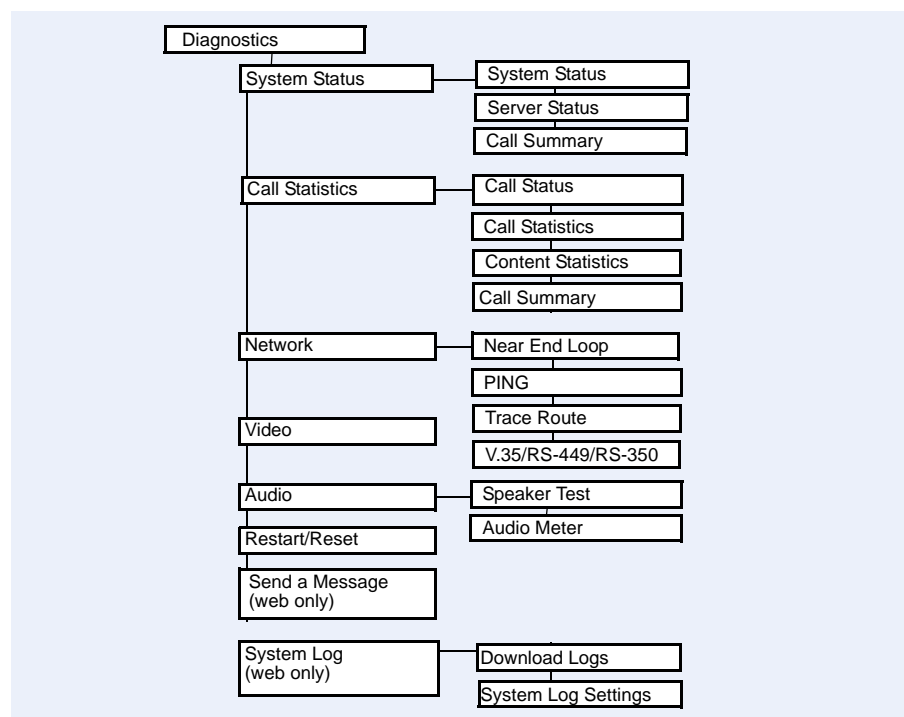 Diagnostics
System Status
System Status
Server Status
Call Summary
Call Statistics
Call Status
Call Statistics
Content Statistics
Call Summary
Network
Near End Loop
PING
Trace Route
V.35/RS-449/RS-350
Video
Audio
Speaker Test
Audio Meter
Restart/Reset
Send a Message
(web only)
System Log
(web only)
Download Logs
System Log Settings